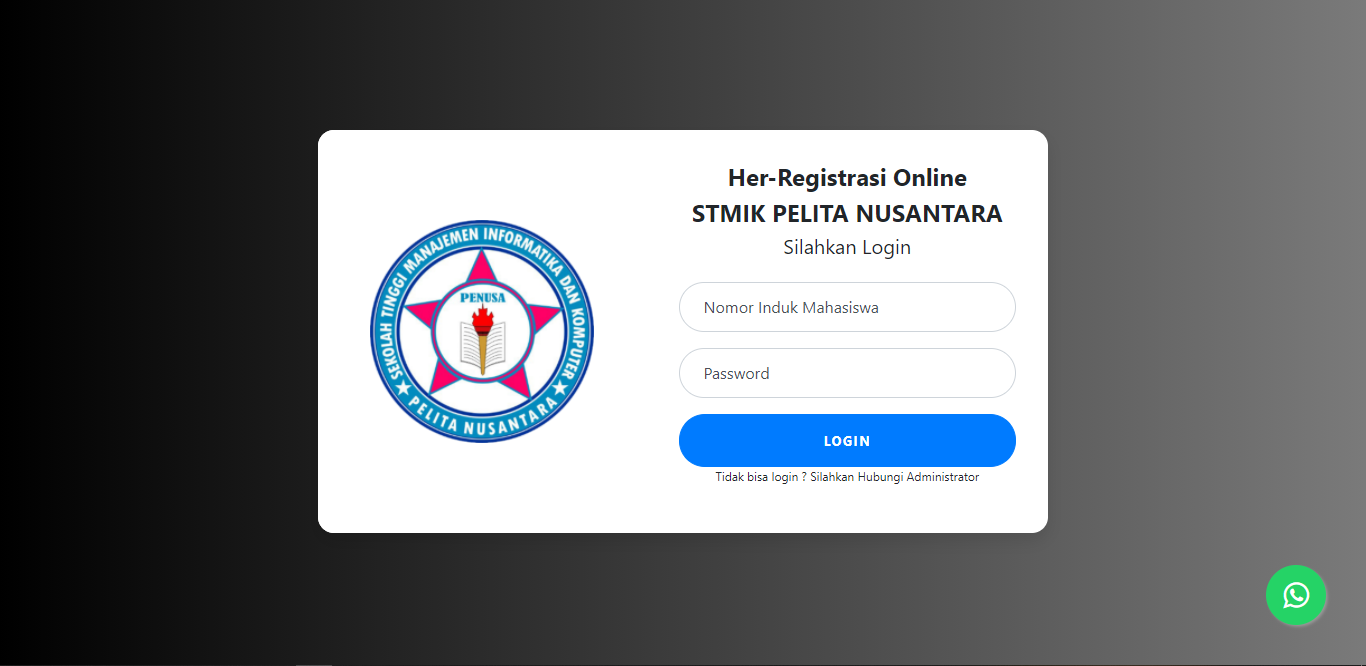 SEKOLAH TINGGI MANAJEMEN INFORMATIKA DAN KOMPUTER
PENUSA
PELITA NUSANTARA
Her-Registrasi Online
STMIK PELITA NUSANTARA
Silahkan Login
Nomor Induk Mahasiswa
Password
LOGIN
Tidak bisa login ? Silahkan Hubungi Administrator